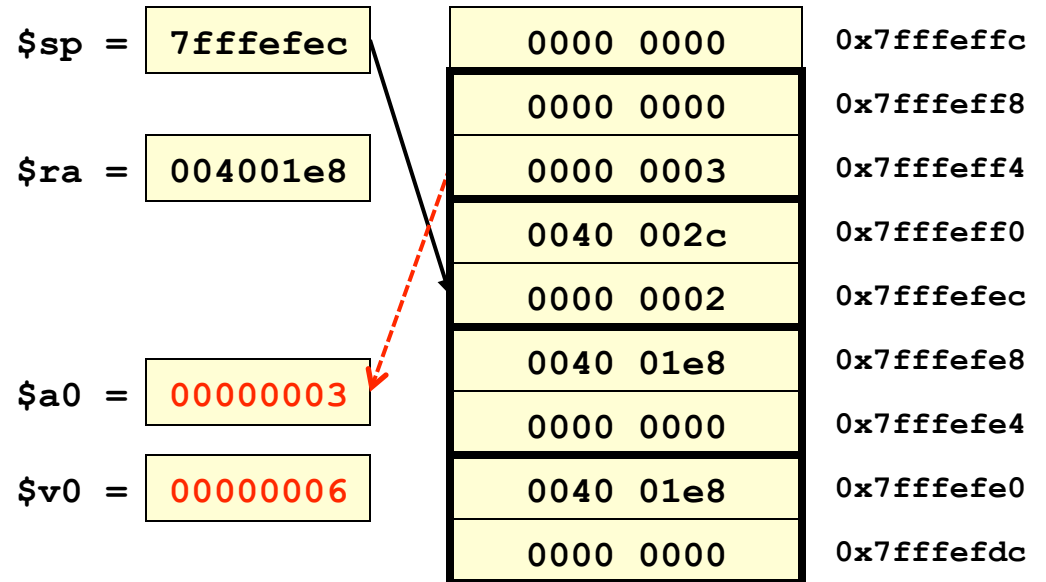 $sp = 7fffefec 0000 0000 0x7fffeffc
0000 0000 0x7fffeff8
$ra = 004001e8 0000 0003 0x7fffeff4
0040 002c 0x7fffeff0
0000 0002 0x7fffefec
0040 01e8 0x7fffefe8
$a0 = 00000003
0000 0000 0x7fffefe4
$v0 = 00000006 0040 01e8 0x7fffefe0
0000 0000 0x7fffefdc